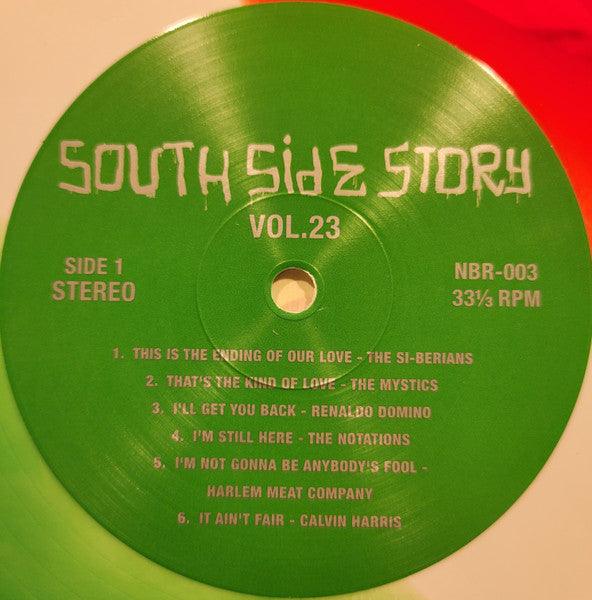 SOUTH SidE STORY
VOL.23
SIDE 1
STEREO
NBR-003
33⅓ RPM
1. THIS IS THE ENDING OF OUR LOVE - THE SI-BERIANS
2. THAT'S THE KIND OF LOVE - THE MYSTICS
3. I'LL GET YOU BACK - RENALDO DOMINO
4. I'M STILL HERE - THE NOTATIONS
5. I'M NOT GONNA BE ANYBODY'S FOOL -
HARLEM MEAT COMPANY
6. IT AIN'T FAIR - CALVIN HARRIS